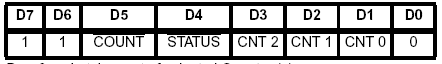 D7 D6 D5 D4 D3 D2 D1 D0
1 1 COUNT STATUS CNT 2 CNT 1 CNT 0 0